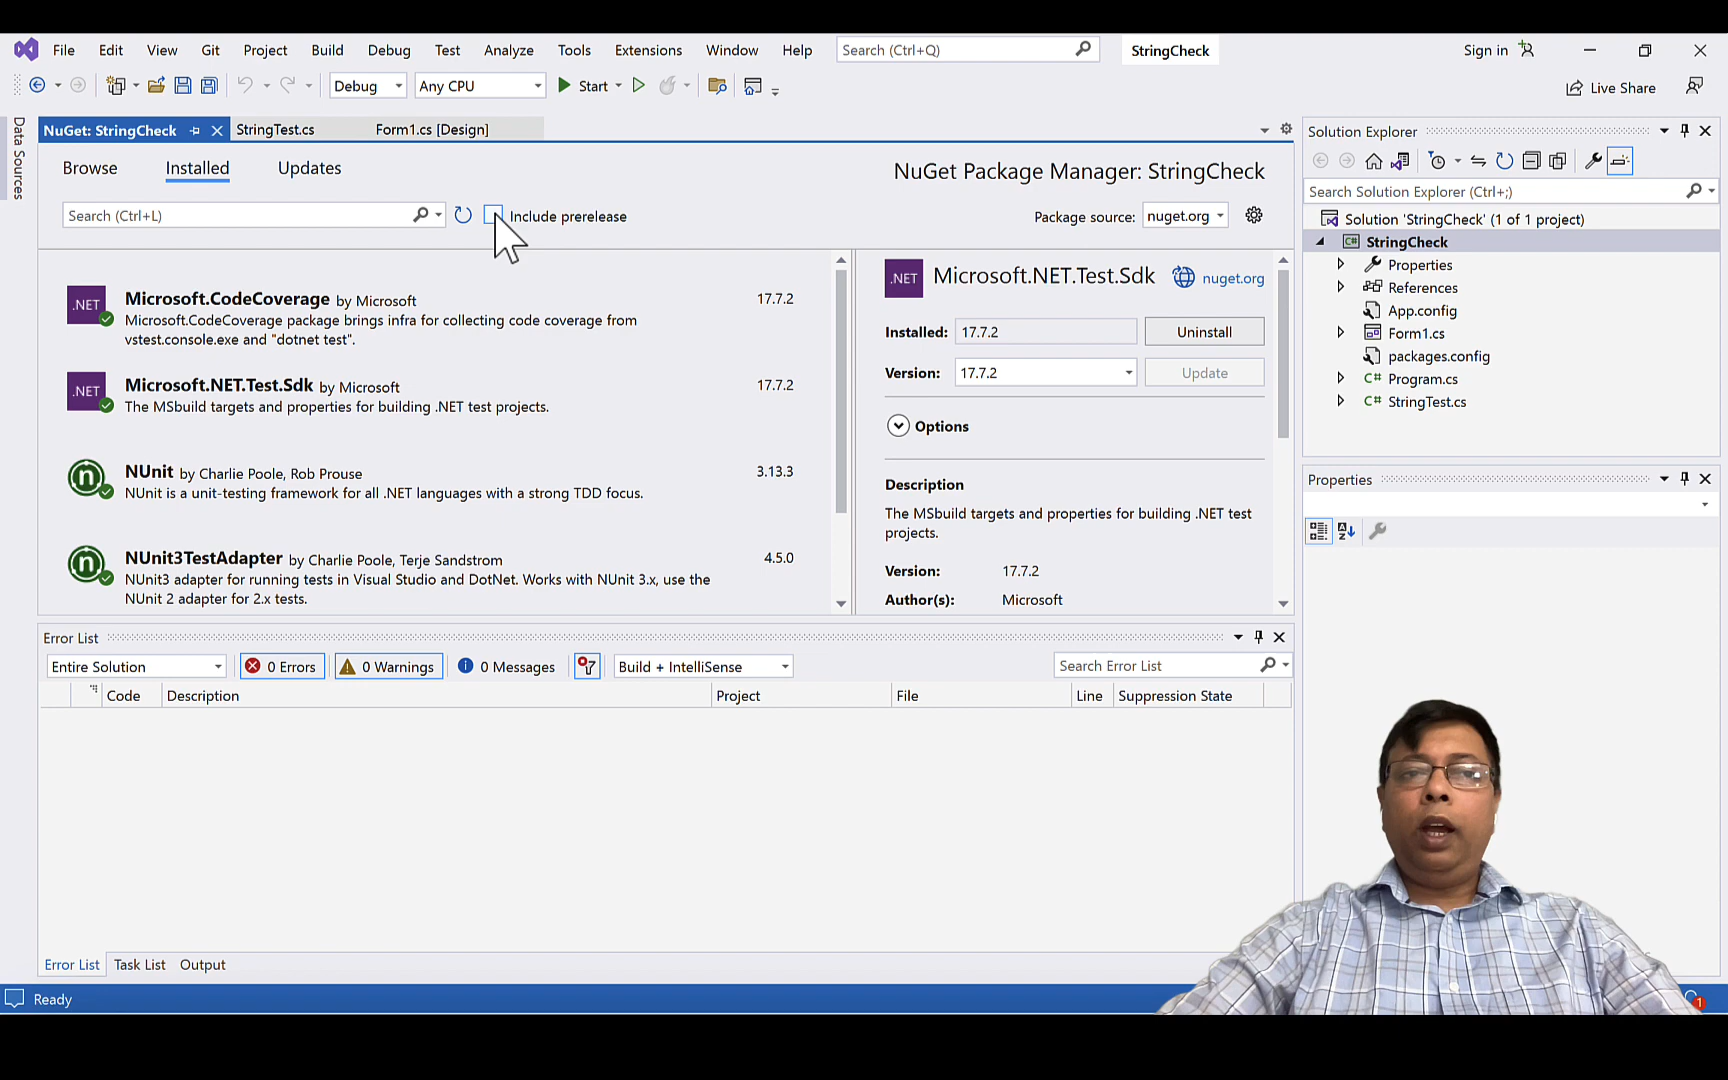 File Edit View Git Project Build Debug Test Analyze Tools Extensions Window Help Search (Ctrl+Q) StringCheck Sign in
Debug Any CPU Start Live Share
Data Sources
NuGet: StringCheck StringTest.cs Form1.cs [Design]
Browse Installed Updates
NuGet Package Manager: StringCheck
Search (Ctrl+L) Include prerelease Package source: nuget.org
.NET Microsoft.CodeCoverage by Microsoft 17.7.2
Microsoft.CodeCoverage package brings infra for collecting code coverage from
vstest.console.exe and "dotnet test".
.NET Microsoft.NET.Test.Sdk by Microsoft 17.7.2
The MSbuild targets and properties for building .NET test projects.
n NUnit by Charlie Poole, Rob Prouse 3.13.3
NUnit is a unit-testing framework for all .NET languages with a strong TDD focus.
n NUnit3TestAdapter by Charlie Poole, Terje Sandstrom 4.5.0
NUnit3 adapter for running tests in Visual Studio and DotNet. Works with NUnit 3.x, use the
NUnit 2 adapter for 2.x tests.
.NET Microsoft.NET.Test.Sdk nuget.org
Installed: 17.7.2 Uninstall
Version: 17.7.2 Update
Options
Description
The MSbuild targets and properties for building .NET test
projects.
Version: 17.7.2
Author(s): Microsoft
Solution Explorer
Search Solution Explorer (Ctrl+;)
Solution 'StringCheck' (1 of 1 project)
C# StringCheck
Properties
References
App.config
Form1.cs
packages.config
C# Program.cs
C# StringTest.cs
Properties
Error List
Entire Solution 0 Errors 0 Warnings 0 Messages Build + IntelliSense Search Error List
Code Description Project File Line Suppression State
Error List Task List Output
Ready
1